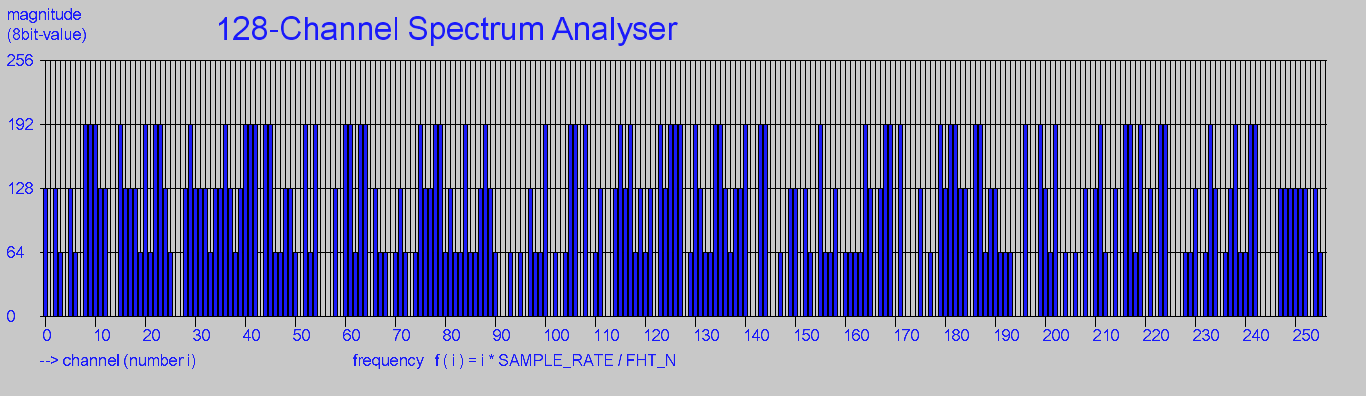 magnitude
(8bit-value)
128-Channel Spectrum Analyser
256
192
128
64
0
0 10 20 30 40 50 60 70 80 90 100 110 120 130 140 150 160 170 180 190 200 210 220 230 240 250
--> channel (number i) frequency f ( i ) = i * SAMPLE_RATE / FHT_N